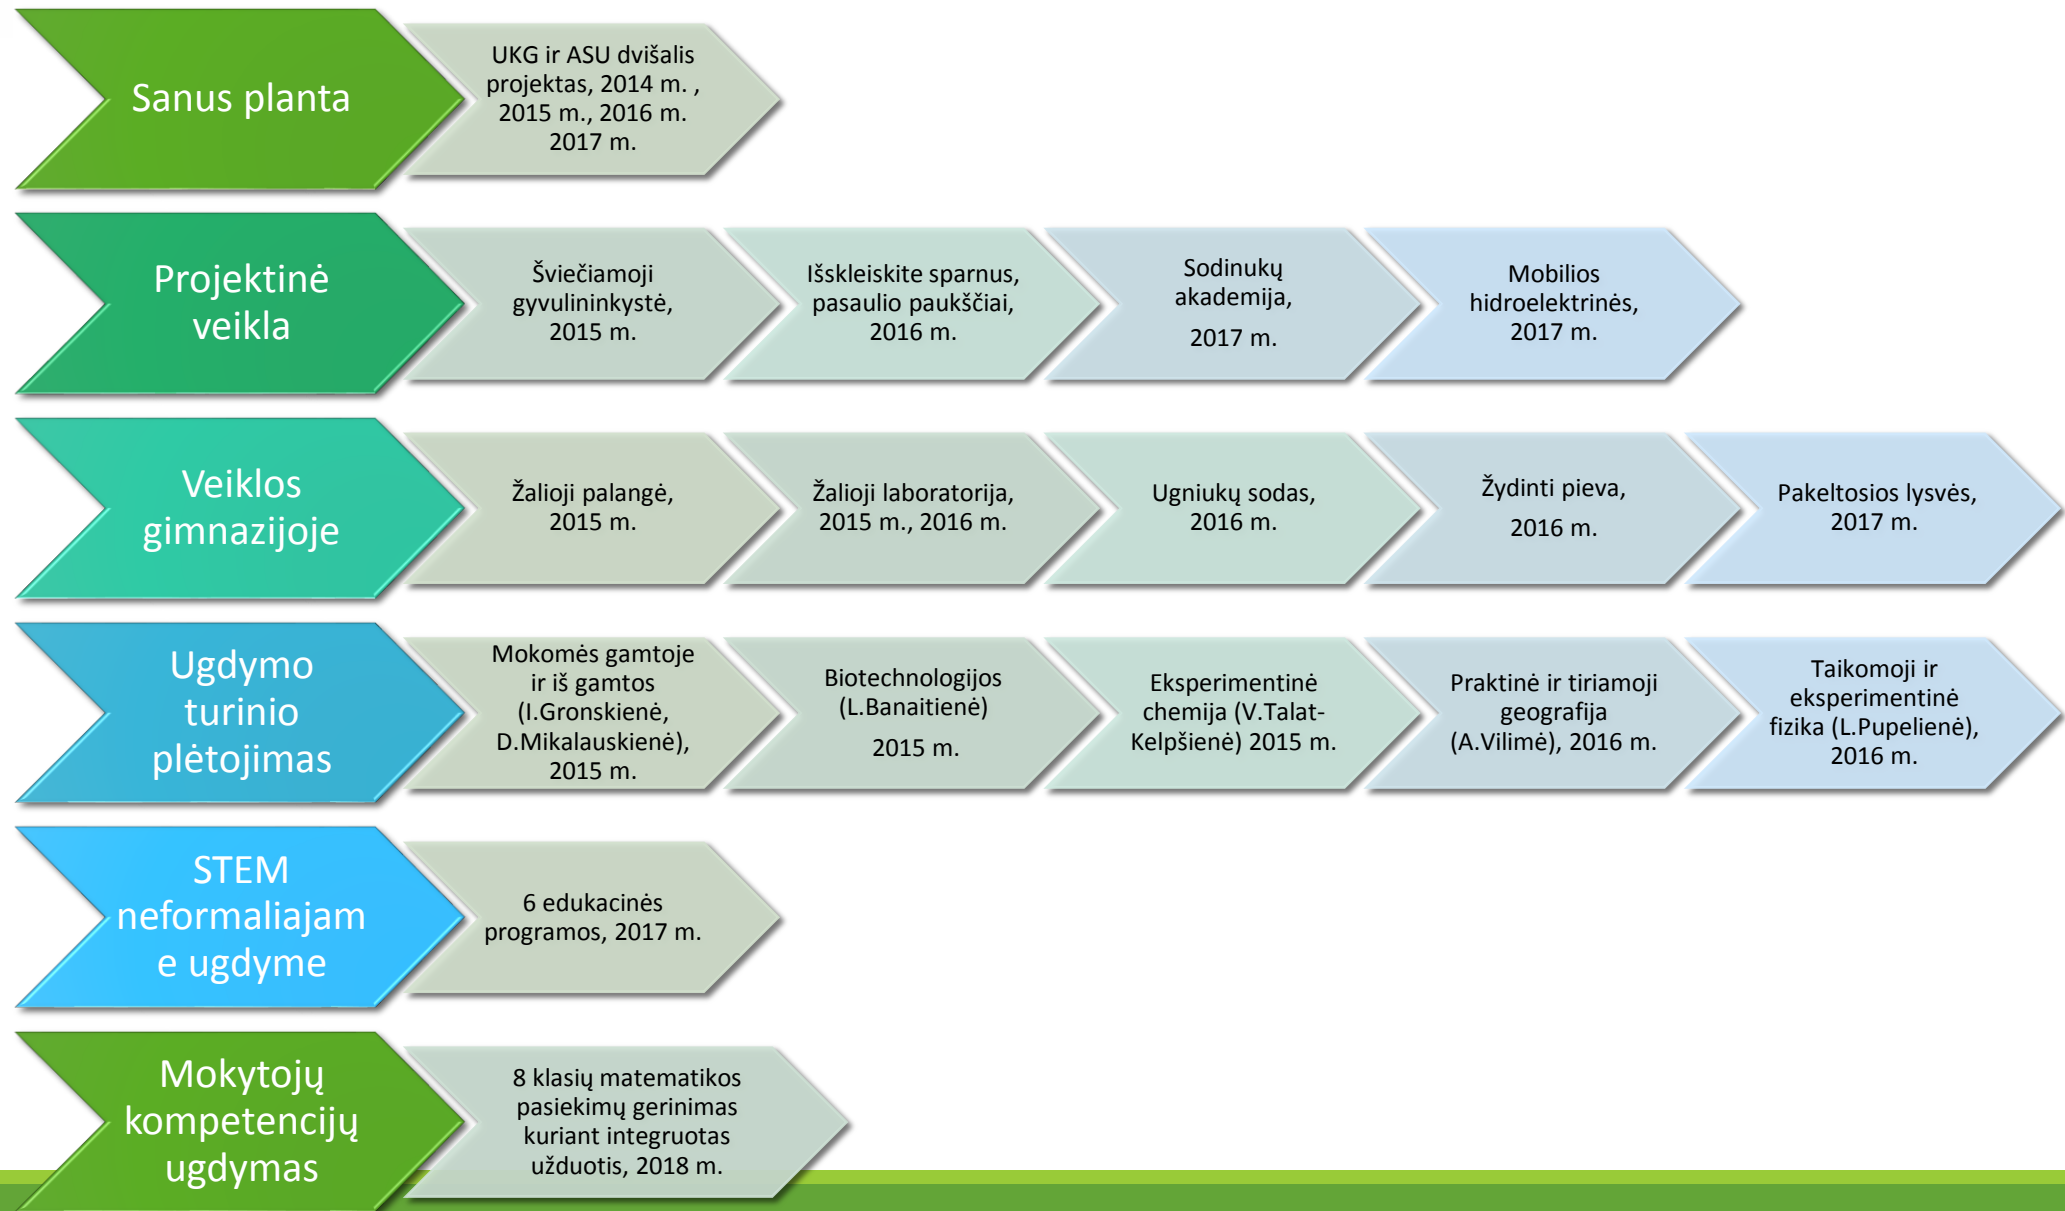 Sanus planta
UKG ir ASU dvišalis
projektas, 2014 m. ,
2015 m., 2016 m.
2017 m.
Projektinė
veikla
Šviečiamoji
gyvulininkystė,
2015 m.
Išskleiskite sparnus,
pasaulio paukščiai,
2016 m.
Sodinukų
akademija,
2017 m.
Mobilios
hidroelektrinės,
2017 m.
Veiklos
gimnazijoje
Žalioji palangė,
2015 m.
Žalioji laboratorija,
2015 m., 2016 m.
Ugniukų sodas,
2016 m.
Žydinti pieva,
2016 m.
Pakeltosios lysvės,
2017 m.
Ugdymo
turinio
plėtojimas
Mokomės gamtoje
ir iš gamtos
(I.Gronskienė,
D.Mikalauskienė),
2015 m.
Biotechnologijos
(L.Banaitienė)
2015 m.
Eksperimentinė
chemija (V.Talat-
Kelpšienė) 2015 m.
Praktinė ir tiriamoji
geografija
(A.Vilimė), 2016 m.
Taikomoji ir
eksperimentinė
fizika (L.Pupelienė),
2016 m.
STEM
neformaliajam
e ugdyme
6 edukacinės
programos, 2017 m.
Mokytojų
kompetencijų
ugdymas
8 klasių matematikos
pasiekimų gerinimas
kuriant integruotas
užduotis, 2018 m.